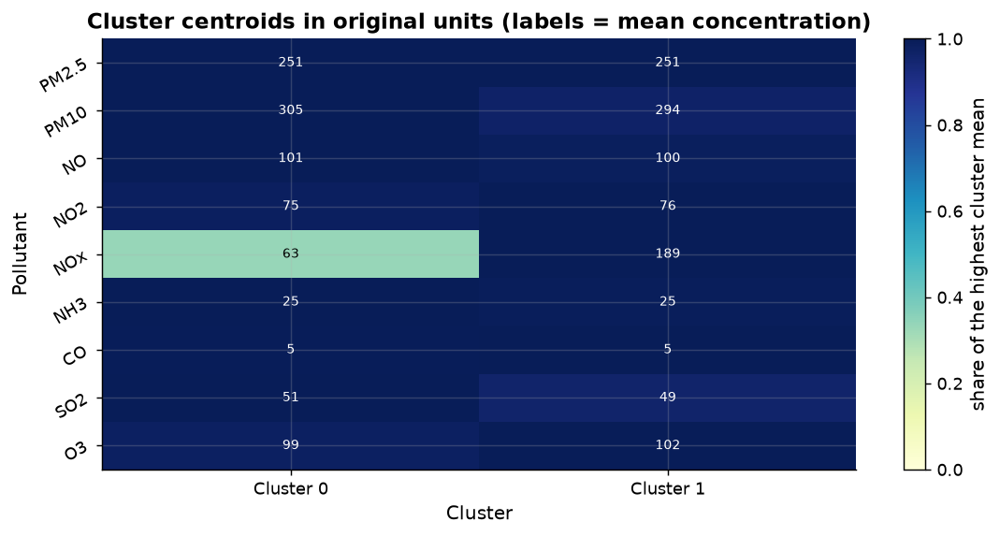 Cluster centroids in original units (labels = mean concentration)
PM2.5 251 251
PM10 305 294
NO 101 100
NO2 75 76
NOx 63 189
NH3 25 25
CO 5 5
SO2 51 49
O3 99 102
Cluster 0 Cluster 1
Cluster
Pollutant
1.0
0.8
0.6
0.4
0.2
0.0
share of the highest cluster mean